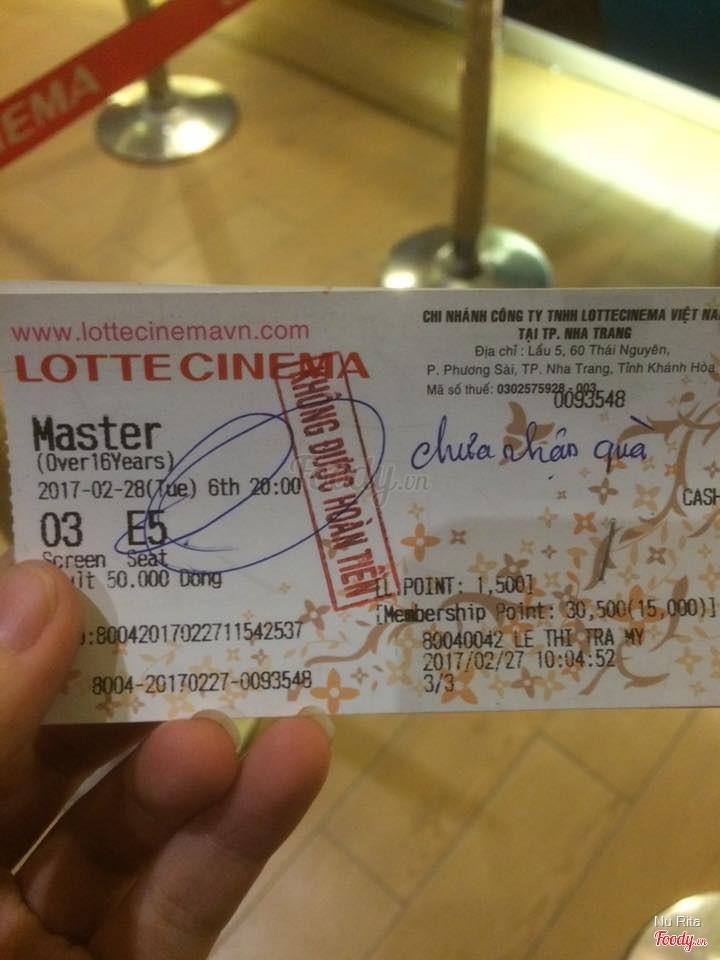 EMA
www.lottecinemavn.com
LOTTE CINEMA
Master
(Over16Years)
2017-02-28(Tue) 6th 20:00
03 E5
Screen Seat
50.000 Dong
:80042017022711542537
8004-20170227-0093548
KHÔNG ĐƯỢC HOÀN TIỀN
CHI NHÁNH CÔNG TY TNHH LOTTECINEMA VIỆT NA
TẠI TP. NHA TRANG
Địa chỉ : Lầu 5, 60 Thái Nguyên,
P. Phương Sài, TP. Nha Trang, Tỉnh Khánh Hòa
Mã số thuế: 0302575928-003
0093548
chưa nhận quà
CASH
[L.POINT: 1,500]
[Membership Point: 30,500(15,000)]
80040042 LE THI TRA MY
2017/02/27 10:04:52
3/3
Foody.vn
Nu Rita
Foody.vn